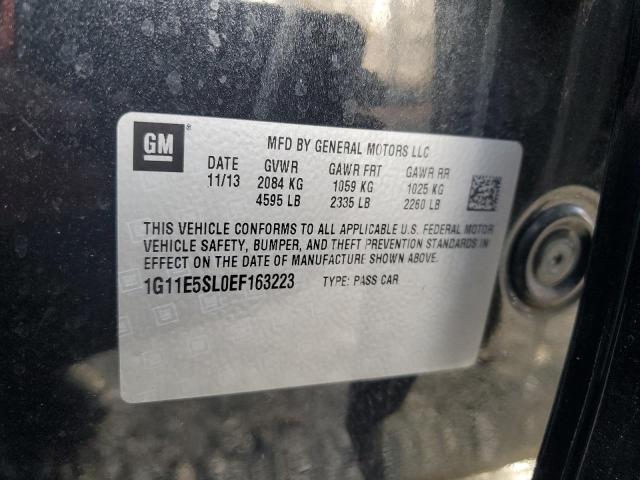 GM®
MFD BY GENERAL MOTORS LLC
DATE GVWR GAWR FRT GAWR RR
11/13 2084 KG 1059 KG 1025 KG
4595 LB 2335 LB 2260 LB
THIS VEHICLE CONFORMS TO ALL APPLICABLE U.S. FEDERAL MOTOR
VEHICLE SAFETY, BUMPER, AND THEFT PREVENTION STANDARDS IN
EFFECT ON THE DATE OF MANUFACTURE SHOWN ABOVE.
1G11E5SL0EF163223 TYPE: PASS CAR